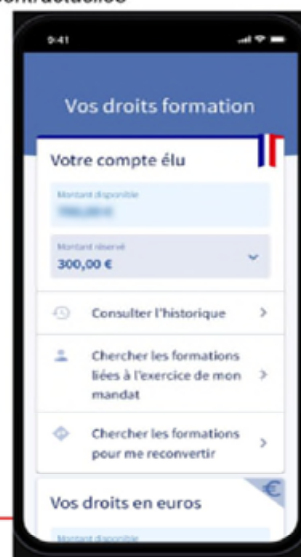 contractuelles
9:41
Vos droits formation
Votre compte élu
Montant disponible
Montant réservé
300,00 €
Consulter l'historique
Chercher les formations
liées à l'exercice de mon
mandat
Chercher les formations
pour me reconvertir
€
Vos droits en euros
Montant disponible